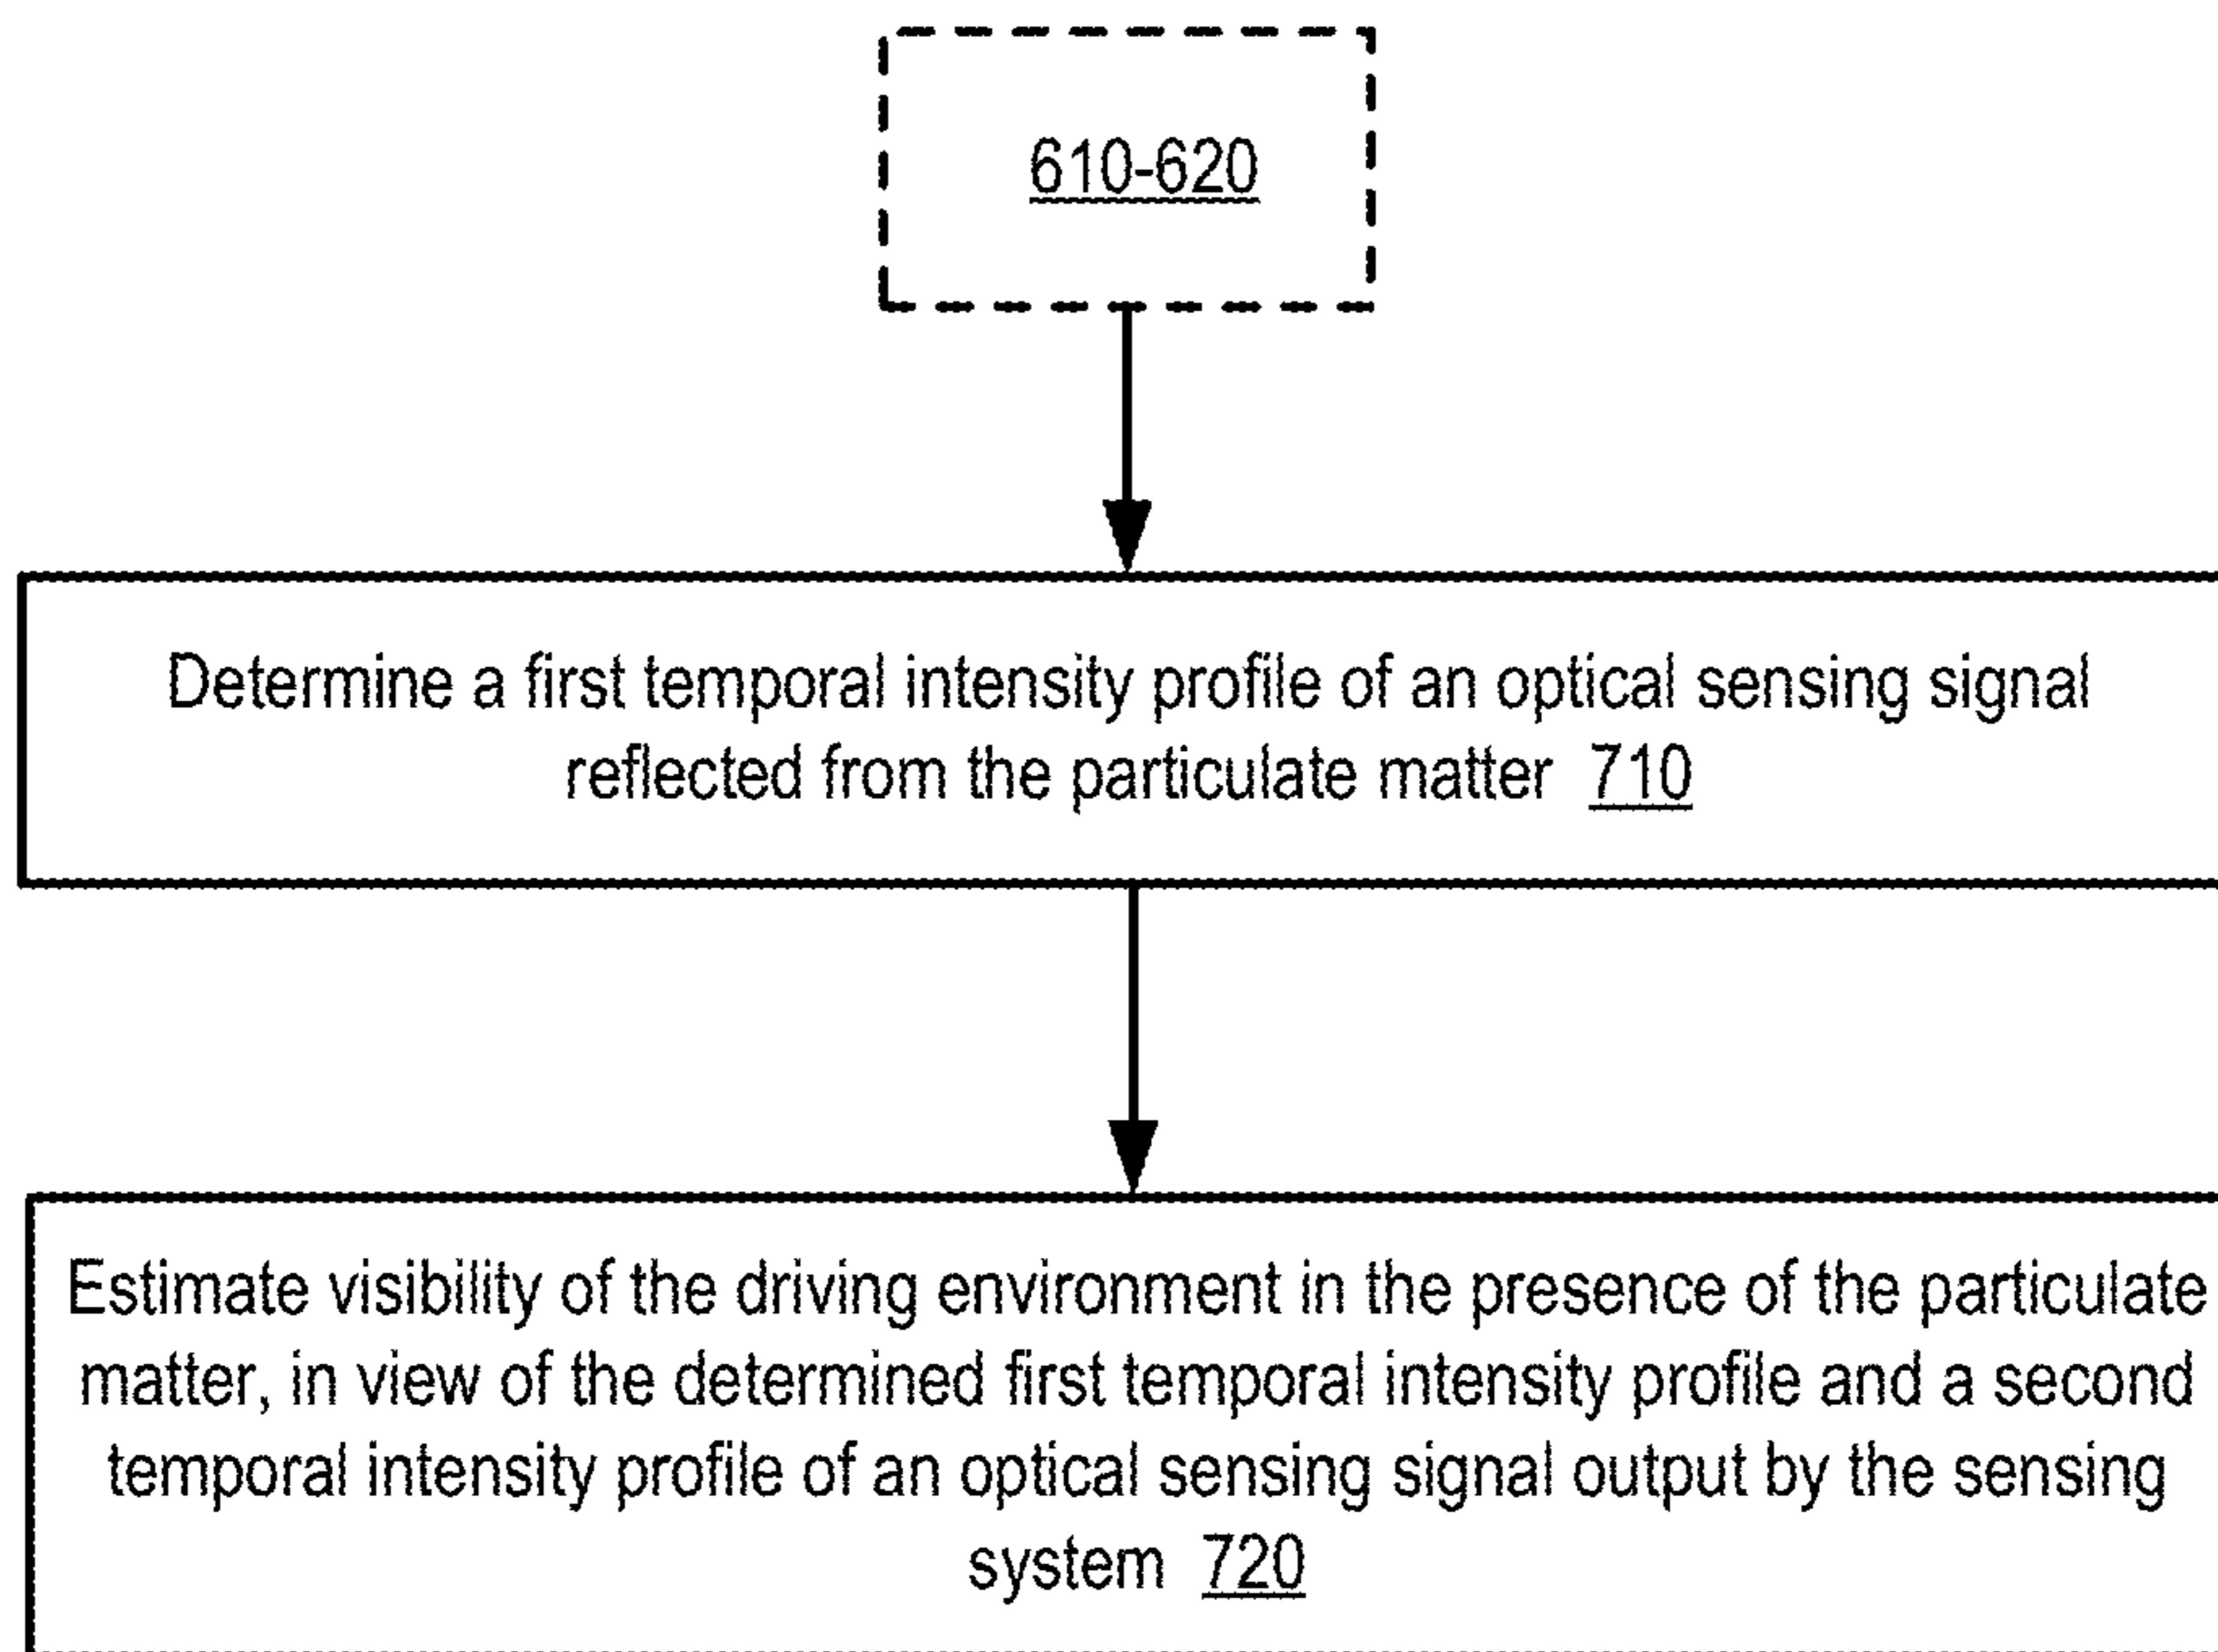 610-620
Determine a first temporal intensity profile of an optical sensing signal
reflected from the particulate matter 710
Estimate visibility of the driving environment in the presence of the particulate
matter, in view of the determined first temporal intensity profile and a second
temporal intensity profile of an optical sensing signal output by the sensing
system 720